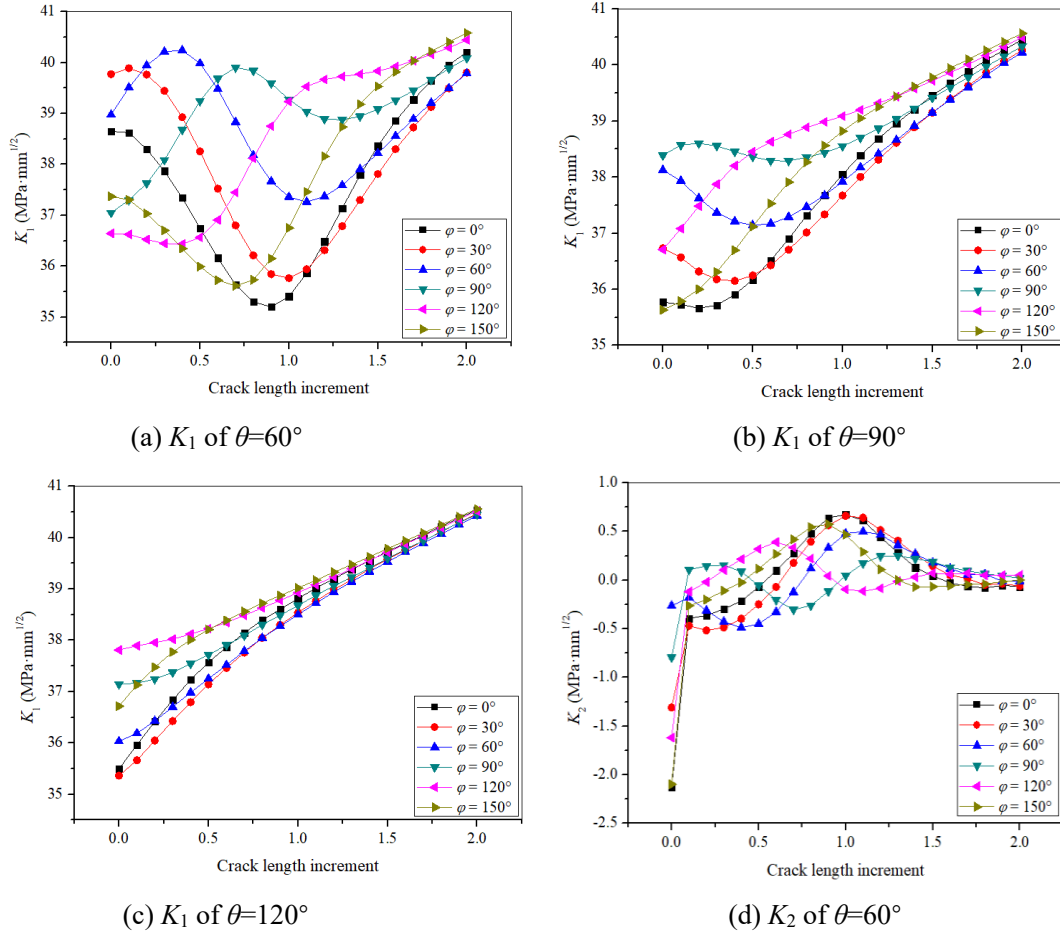 41
40
39
38
37
36
35
K1 (MPa·mm1/2)
0.0 0.5 1.0 1.5 2.0
Crack length increment
φ = 0°
φ = 30°
φ = 60°
φ = 90°
φ = 120°
φ = 150°
(a) K1 of θ=60°
41
40
39
38
37
36
35
K1 (MPa·mm1/2)
0.0 0.5 1.0 1.5 2.0
Crack length increment
φ = 0°
φ = 30°
φ = 60°
φ = 90°
φ = 120°
φ = 150°
(b) K1 of θ=90°
41
40
39
38
37
36
35
K1 (MPa·mm1/2)
0.0 0.5 1.0 1.5 2.0
Crack length increment
φ = 0°
φ = 30°
φ = 60°
φ = 90°
φ = 120°
φ = 150°
(c) K1 of θ=120°
1.0
0.5
0.0
-0.5
-1.0
-1.5
-2.0
-2.5
K2 (MPa·mm1/2)
0.0 0.5 1.0 1.5 2.0
Crack length increment
φ = 0°
φ = 30°
φ = 60°
φ = 90°
φ = 120°
φ = 150°
(d) K2 of θ=60°